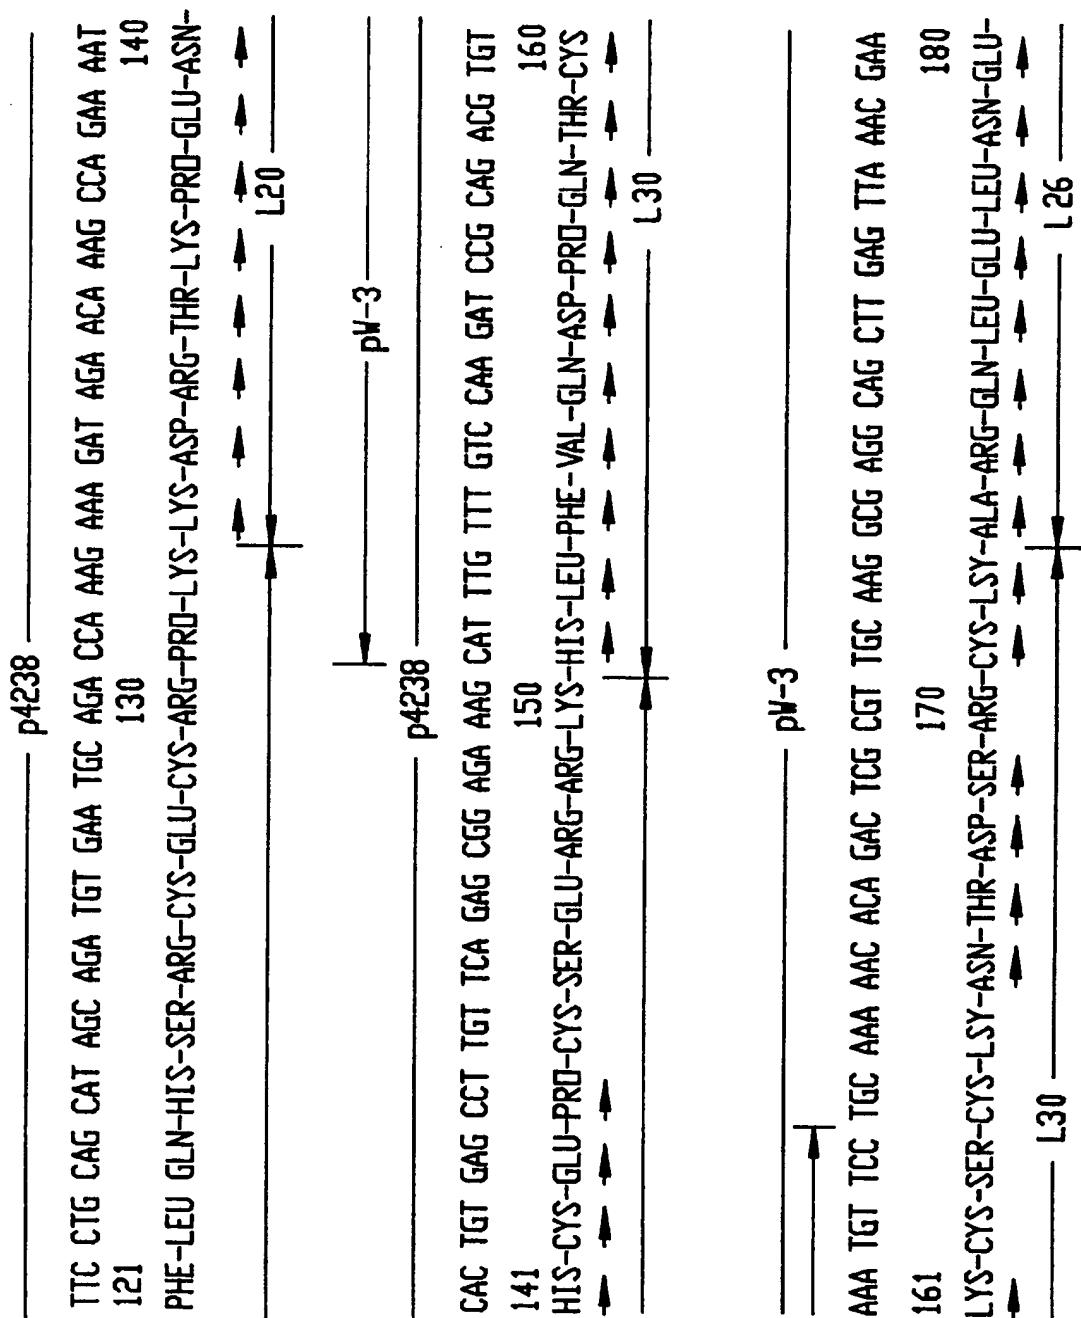 p4238
TTC CTG CAG CAT AGC AGA TGT GAA TGC AGA CCA AAG AAA GAT AGA ACA AAG CCA GAA AAT
121 130 140
PHE-LEU GLN-HIS-SER-ARG-CYS-GLU-CYS-ARG-PRO-LYS-LYS-ASP-ARG-THR-LYS-PRO-GLU-ASN-
L20
pW-3
p4238
CAC TGT GAG CCT TGT TCA GAG CGG AGA AAG CAT TTG TTT GTC CAA GAT CCG CAG ACG TGT
141 150 160
HIS-CYS-GLU-PRO-CYS-SER-GLU-ARG-ARG-LYS-HIS-LEU-PHE-VAL-GLN-ASP-PRO-GLN-THR-CYS
L30
pW-3
AAA TGT TCC TGC AAA AAC ACA GAC TCG CGT TGC AAG GCG AGG CAG CTT GAG TTA AAC GAA
161 170 180
LYS-CYS-SER-CYS-LSY-ASN-THR-ASP-SER-ARG-CYS-LSY-ALA-ARG-GLN-LEU-GLU-LEU-ASN-GLU-
L30 L26